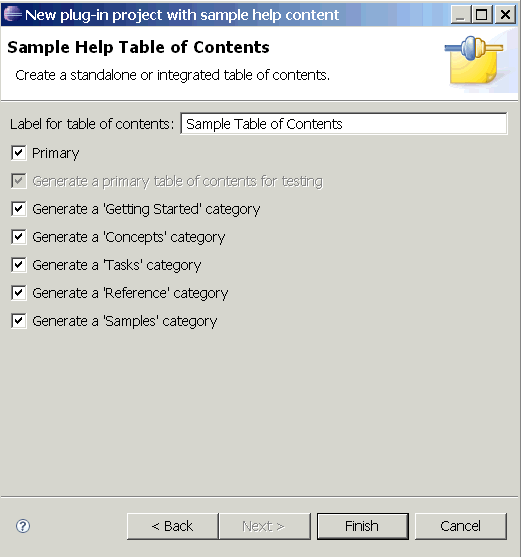 New plug-in project with sample help content
Sample Help Table of Contents
Create a standalone or integrated table of contents.
Label for table of contents: Sample Table of Contents
Primary
Generate a primary table of contents for testing
Generate a 'Getting Started' category
Generate a 'Concepts' category
Generate a 'Tasks' category
Generate a 'Reference' category
Generate a 'Samples' category
? < Back Next > Finish Cancel